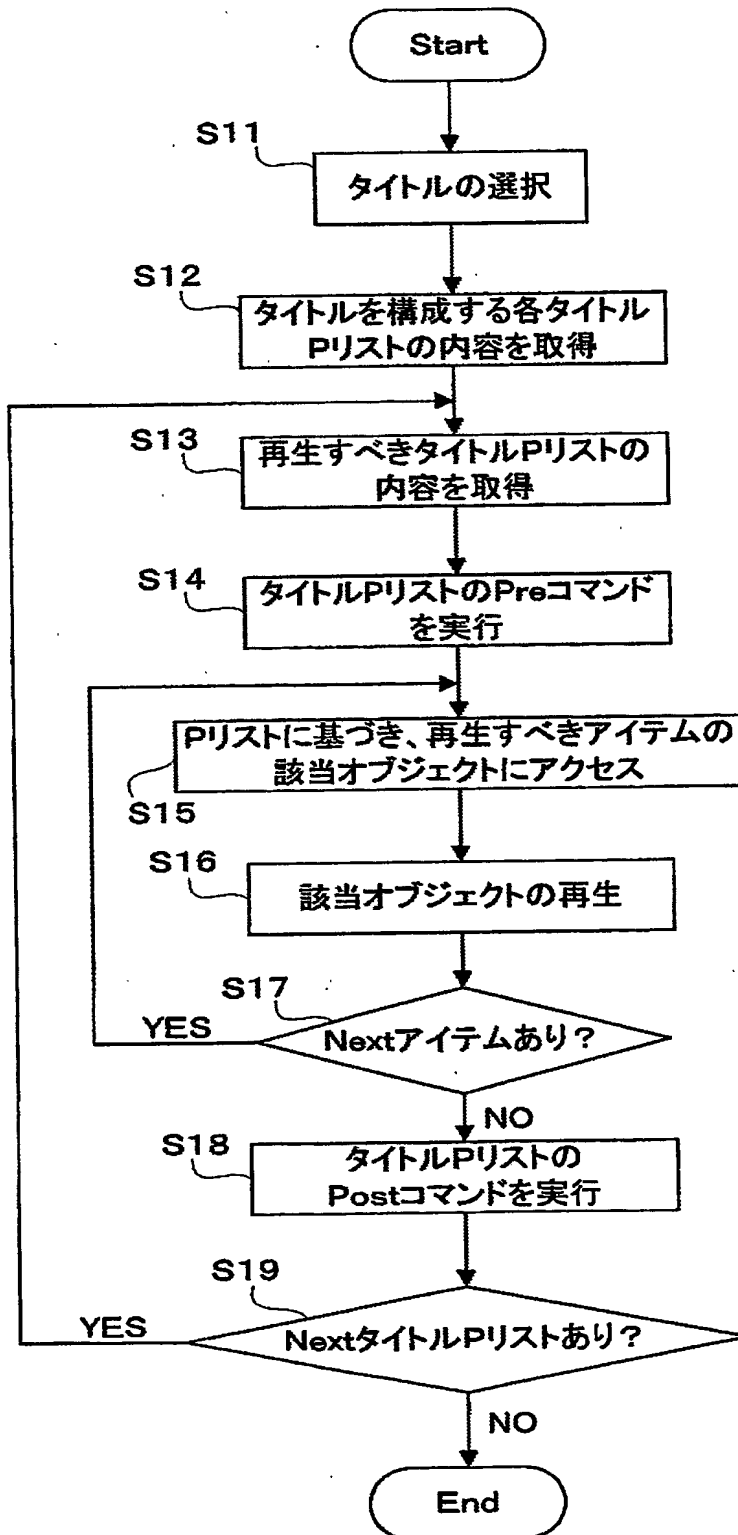 Start
S11
タイトルの選択
S12
タイトルを構成する各タイトル
Pリストの内容を取得
S13
再生すべきタイトルPリストの
内容を取得
S14
タイトルPリストのPreコマンド
を実行
Pリストに基づき、再生すべきアイテムの
該当オブジェクトにアクセス
S15
S16
該当オブジェクトの再生
S17
YES
Nextアイテムあり?
NO
S18
タイトルPリストの
Postコマンドを実行
S19
YES
NextタイトルPリストあり?
NO
End